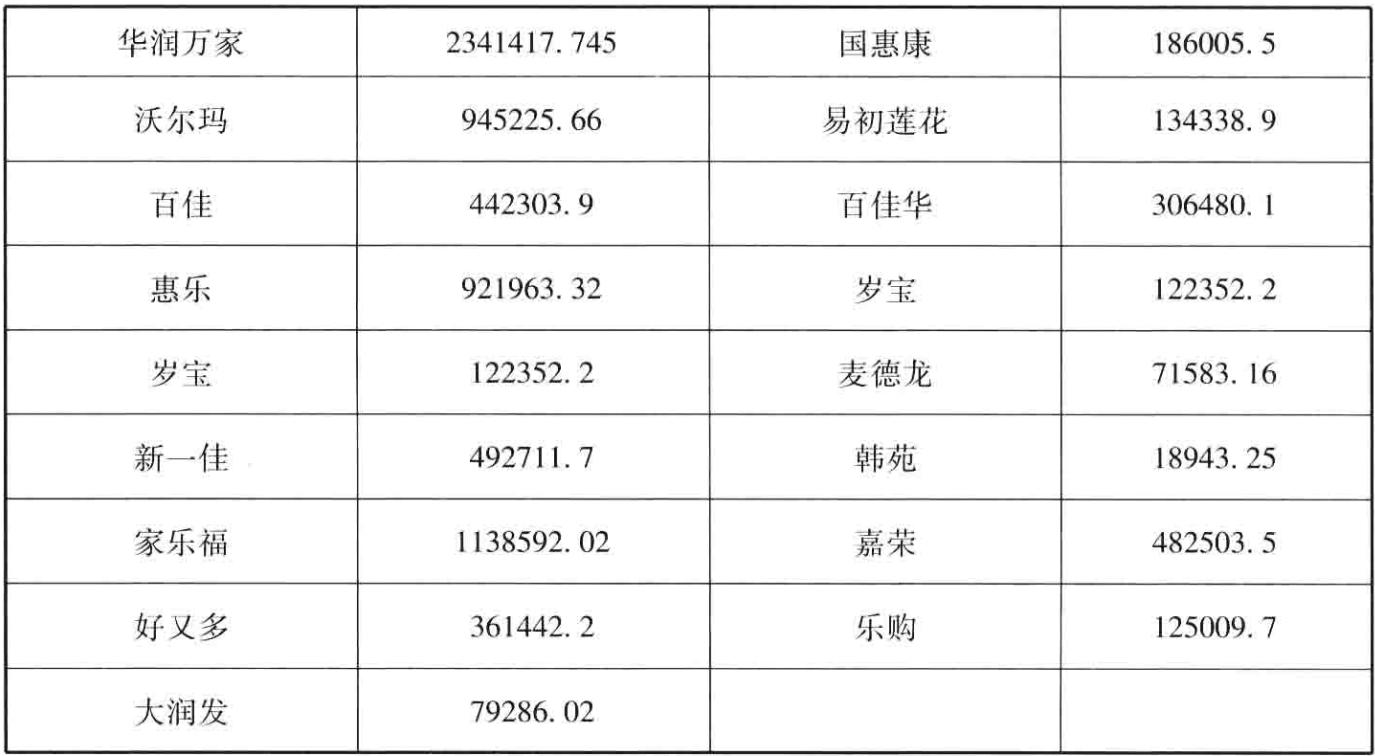 华润万家 2341417.745 国惠康 186005.5
沃尔玛 945225.66 易初莲花 134338.9
百佳 442303.9 百佳华 306480.1
惠乐 921963.32 岁宝 122352.2
岁宝 122352.2 麦德龙 71583.16
新一佳 492711.7 韩苑 18943.25
家乐福 1138592.02 嘉荣 482503.5
好又多 361442.2 乐购 125009.7
大润发 79286.02